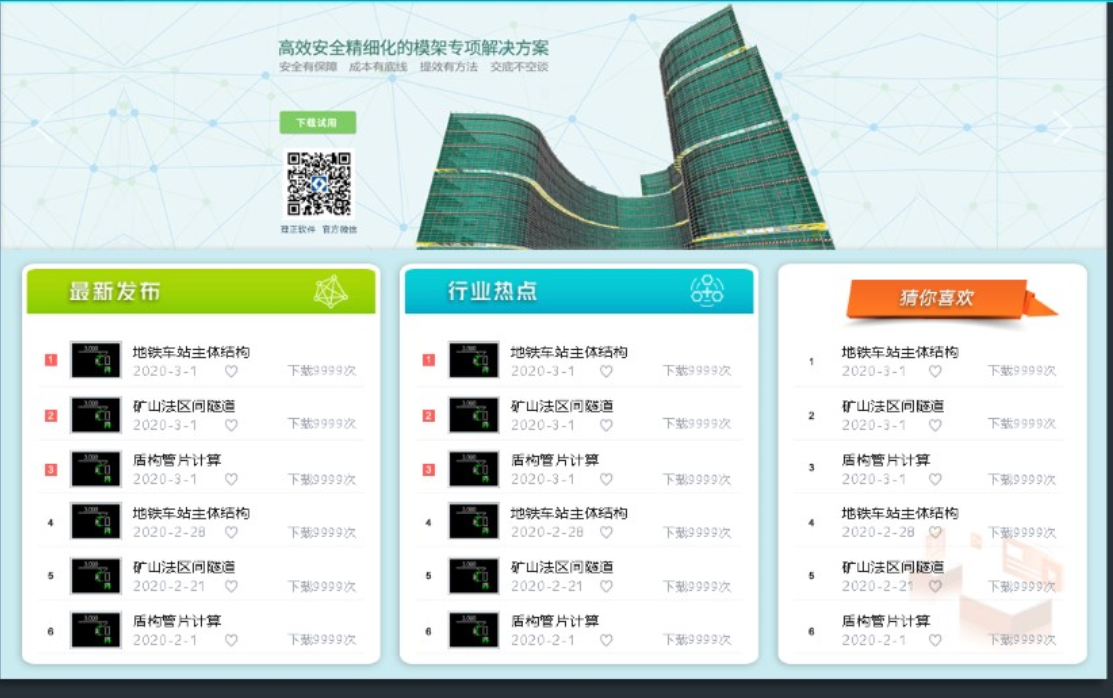 高效安全精细化的模架专项解决方案
安全有保障 成本有底线 提效有方法 交底不空谈
下载试用
理正软件 官方微信
最新发布
1 地铁车站主体结构
2020-3-1 下载9999次
2 矿山法区间隧道
2020-3-1 下载9999次
3 盾构管片计算
2020-3-1 下载9999次
4 地铁车站主体结构
2020-2-28 下载9999次
5 矿山法区间隧道
2020-2-21 下载9999次
6 盾构管片计算
2020-2-1 下载9999次
行业热点
1 地铁车站主体结构
2020-3-1 下载9999次
2 矿山法区间隧道
2020-3-1 下载9999次
3 盾构管片计算
2020-3-1 下载9999次
4 地铁车站主体结构
2020-2-28 下载9999次
5 矿山法区间隧道
2020-2-21 下载9999次
6 盾构管片计算
2020-2-1 下载9999次
猜你喜欢
1 地铁车站主体结构
2020-3-1 下载9999次
2 矿山法区间隧道
2020-3-1 下载9999次
3 盾构管片计算
2020-3-1 下载9999次
4 地铁车站主体结构
2020-2-28 下载9999次
5 矿山法区间隧道
2020-2-21 下载9999次
6 盾构管片计算
2020-2-1 下载9999次